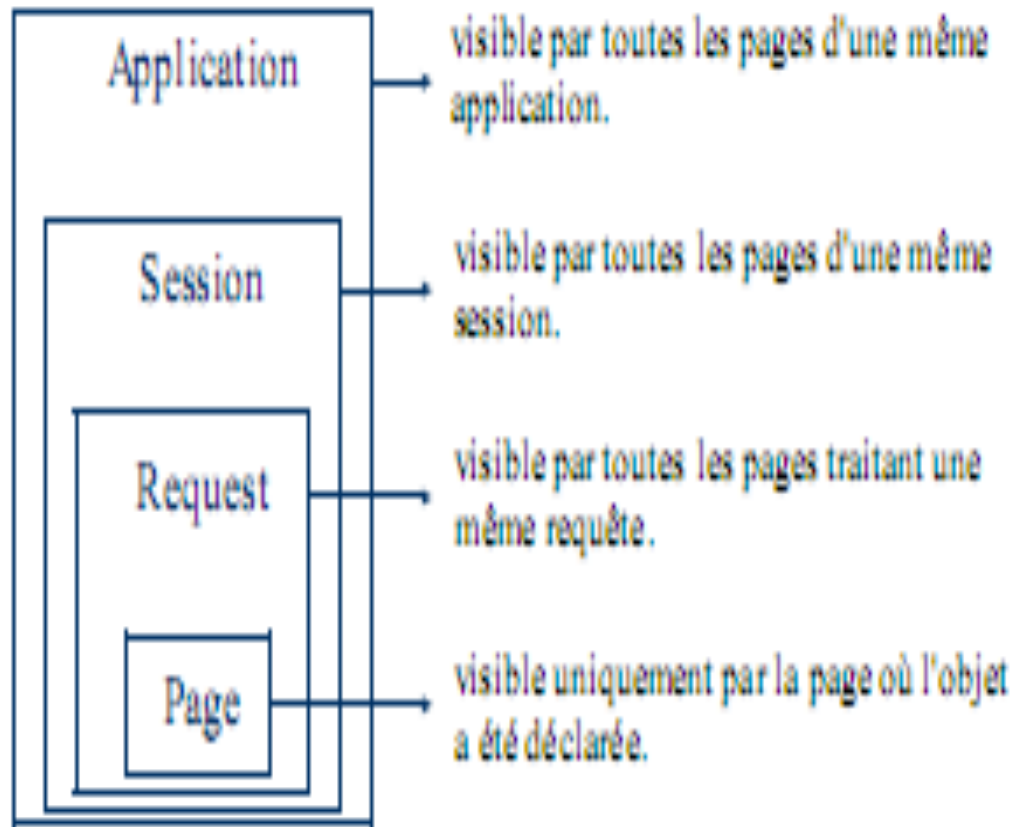 Application
visible par toutes les pages d'une même
application.
Session
visible par toutes les pages d'une même
session.
Request
visible par toutes les pages traitant une
même requête.
Page
visible uniquement par la page où l'objet
a été déclarée.